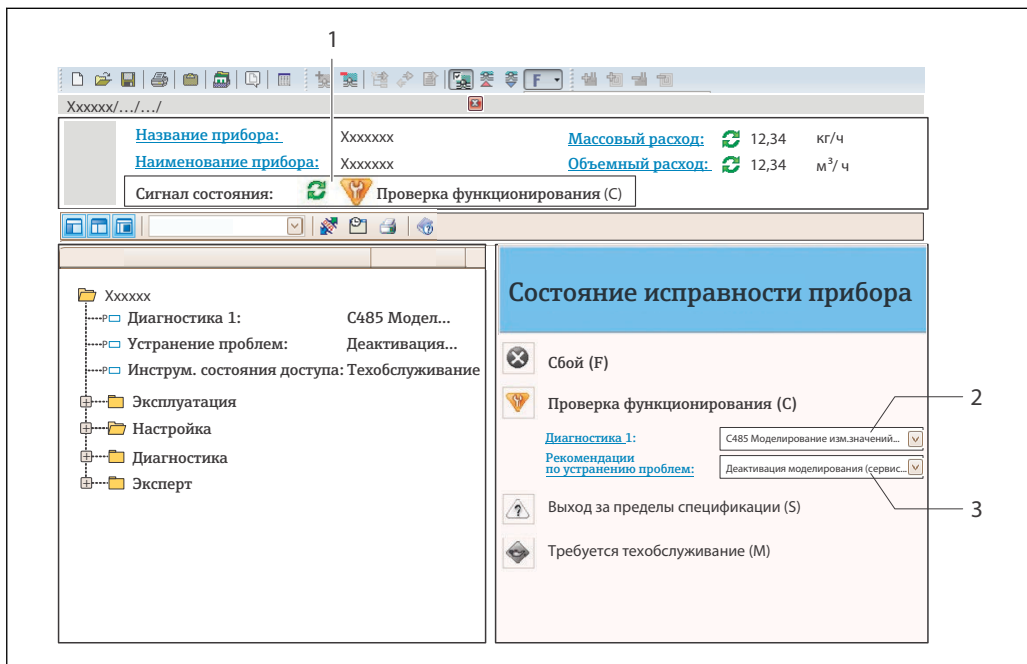 1
F
Xxxxxx/.../.../
Название прибора: Xxxxxxx Массовый расход: 12,34 кг/ч
Наименование прибора: Xxxxxxx Объемный расход: 12,34 м³/ ч
Сигнал состояния: Проверка функционирования (C)
Xxxxxx
Диагностика 1: C485 Модел...
Устранение проблем: Деактивация...
Инструм. состояния доступа: Техобслуживание
Эксплуатация
Настройка
Диагностика
Эксперт
Состояние исправности прибора
Сбой (F)
Проверка функционирования (C)
2
Диагностика 1: C485 Моделирование изм.значений...
Рекомендации
по устранению проблем: Деактивация моделирования (сервис...
3
Выход за пределы спецификации (S)
Требуется техобслуживание (M)